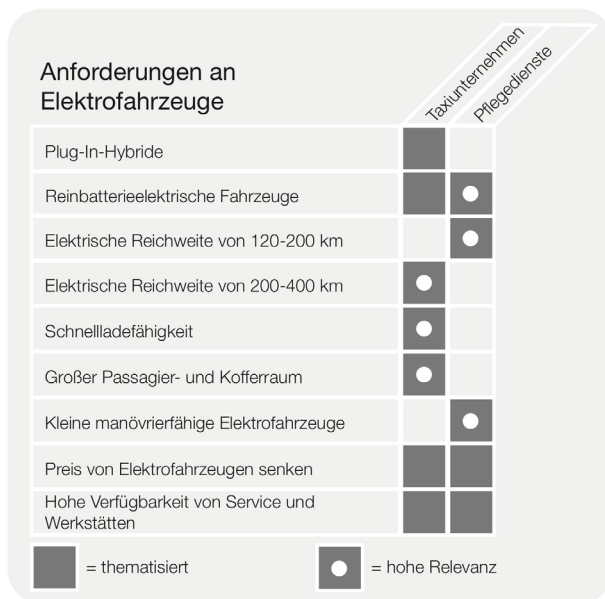 Anforderungen an
Elektrofahrzeuge
Taxiunternehmen
Pflegedienste
Plug-In-Hybride
Reinbatterieelektrische Fahrzeuge
Elektrische Reichweite von 120-200 km
Elektrische Reichweite von 200-400 km
Schnellladefähigkeit
Großer Passagier- und Kofferraum
Kleine manövrierfähige Elektrofahrzeuge
Preis von Elektrofahrzeugen senken
Hohe Verfügbarkeit von Service und
Werkstätten
= thematisiert
= hohe Relevanz